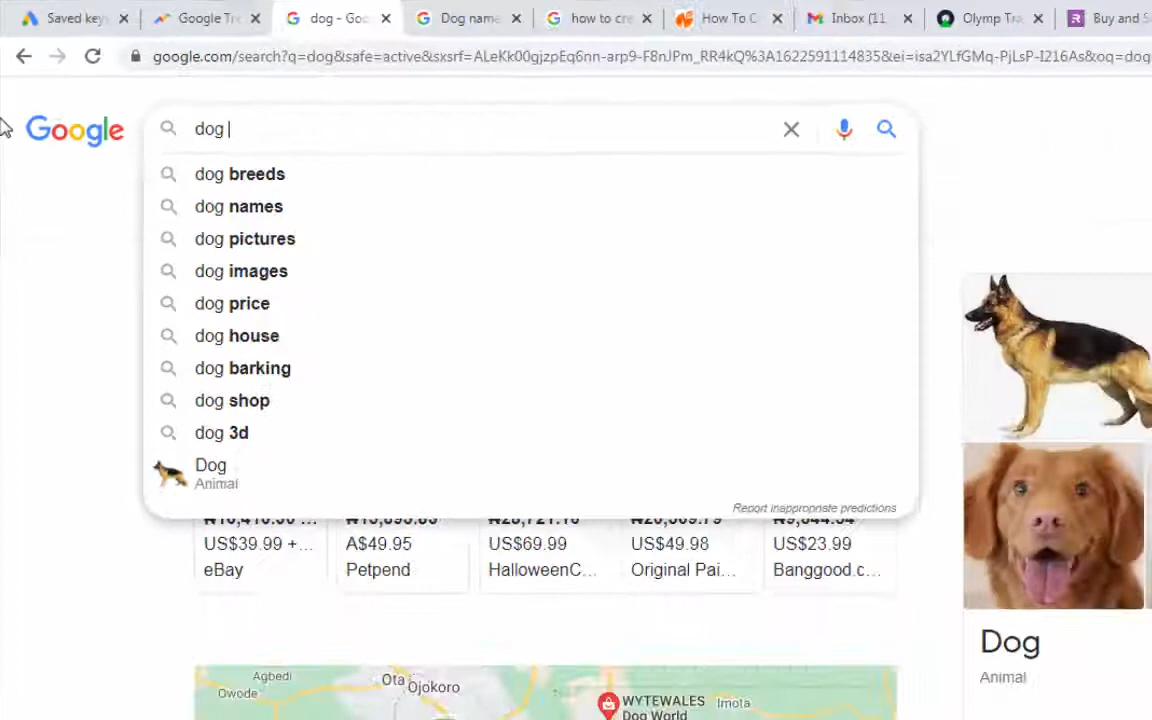 Saved key
Google Tre
dog - Goo
Dog name
how to cre
How To C
Inbox (11
Olymp Tra
Buy and S
google.com/search?q=dog&safe=active&sxsrf=ALeKk00gjzpEq6nn-arp9-F8nJPm_RR4kQ%3A1622591114835&ei=isa2YLfGMq-PjLsP-I216As&oq=dog
Google
dog
dog breeds
dog names
dog pictures
dog images
dog price
dog house
dog barking
dog shop
dog 3d
Dog
Animal
Report inappropriate predictions
US$39.99 +... A$49.95 US$69.99 US$49.98 US$23.99
eBay Petpend HalloweenC... Original Pai... Banggood.c...
Dog
Animal
Agbedi
Owode
Ota
Ojokoro
WYTEWALES
Dog World
Imota